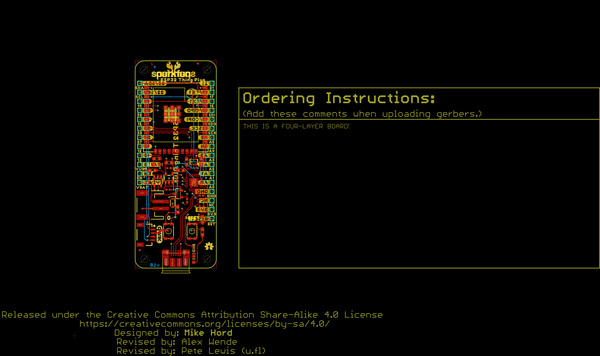 sparkfun
ESP32 Thing Plus
Ordering Instructions:
(Add these comments when uploading gerbers.)
THIS IS A FOUR-LAYER BOARD!
Released under the Creative Commons Attribution Share-Alike 4.0 License
https://creativecommons.org/licenses/by-sa/4.0/
Designed by: Mike Hord
Revised by: Alex Wende
Revised by: Pete Lewis (u.fl)